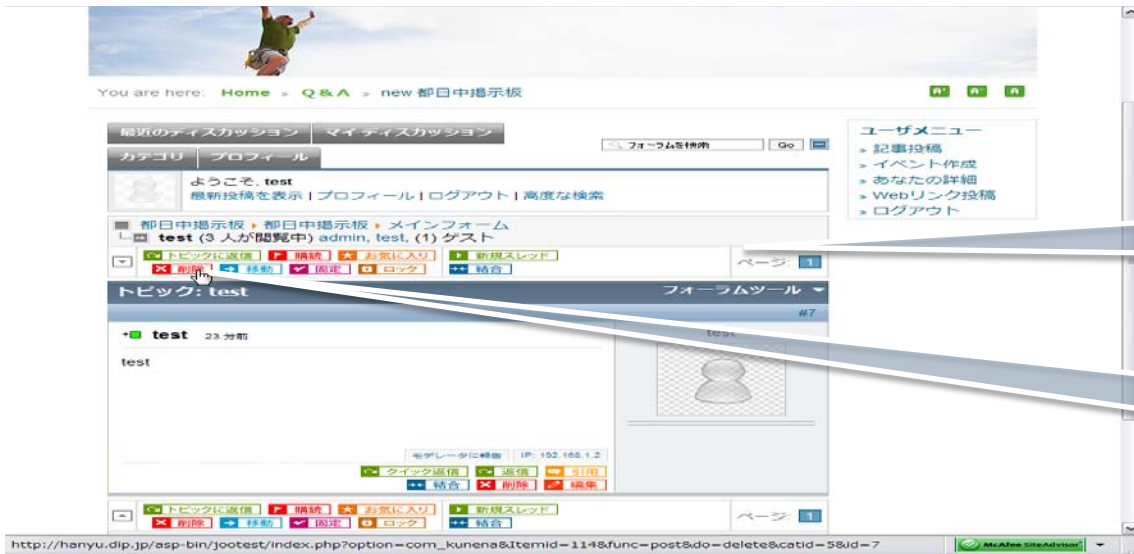 You are here: Home » Q & A » new 都日中掲示板
A+ A- A
最近のディスカッション マイ ディスカッション
カテゴリ プロフィール
フォーラムを検索 Go
ようこそ, test
最新投稿を表示 | プロフィール | ログアウト | 高度な検索
都日中掲示板 ▸ 都日中掲示板 ▸ メインフォーム
test (3 人が閲覧中) admin, test, (1) ゲスト
トピックに返信 購読 お気に入り 新規スレッド
削除 移動 固定 ロック 結合
ページ: 1
トピック: test フォーラムツール
#7
test 23 分前
test
test
モデレータに報告 IP: 192.168.1.2
クイック返信 返信 引用
結合 削除 編集
トピックに返信 購読 お気に入り 新規スレッド
削除 移動 固定 ロック 結合
ページ: 1
ユーザメニュー
» 記事投稿
» イベント作成
» あなたの詳細
» Webリンク投稿
» ログアウト
http://hanyu.dip.jp/asp-bin/jootest/index.php?option=com_kunena&Itemid=114&func=post&do=delete&catid=5&id=7
McAfee SiteAdvisor